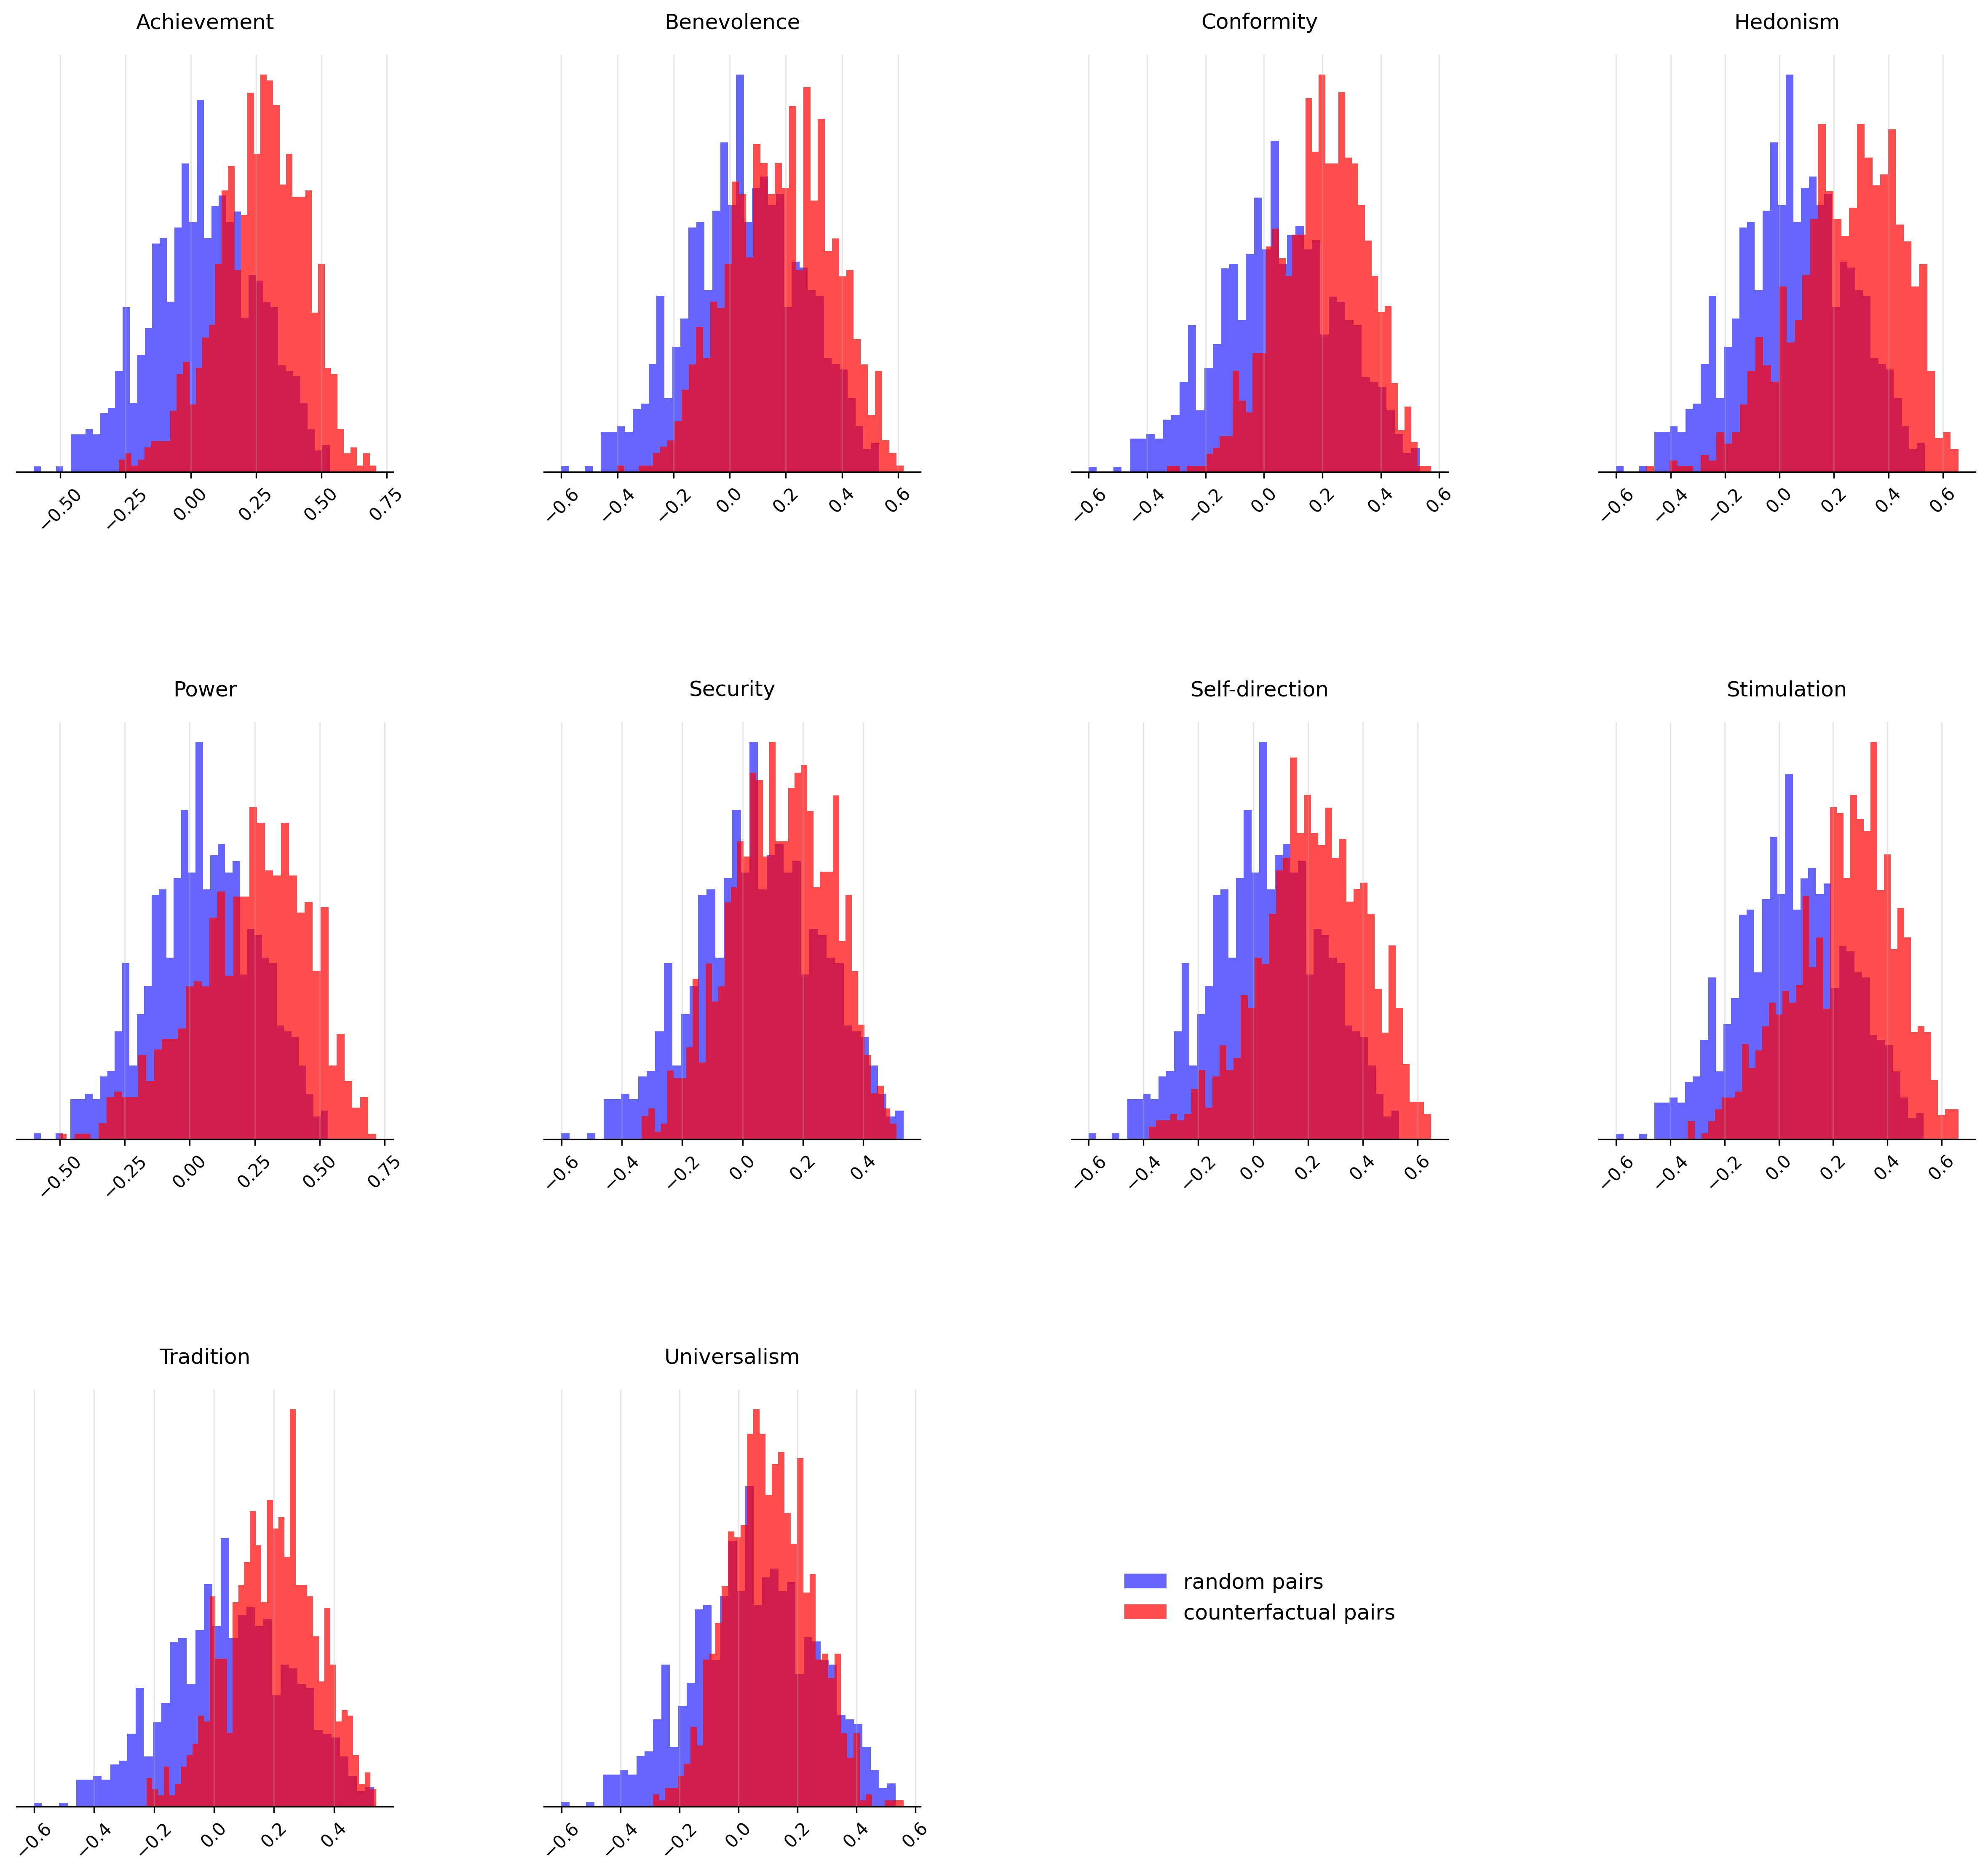 Achievement Benevolence Conformity Hedonism
−0.50 −0.25 0.00 0.25 0.50 0.75 −0.6 −0.4 −0.2 0.0 0.2 0.4 0.6 −0.6 −0.4 −0.2 0.0 0.2 0.4 0.6 −0.6 −0.4 −0.2 0.0 0.2 0.4 0.6
Power Security Self-direction Stimulation
−0.50 −0.25 0.00 0.25 0.50 0.75 −0.6 −0.4 −0.2 0.0 0.2 0.4 −0.6 −0.4 −0.2 0.0 0.2 0.4 0.6 −0.6 −0.4 −0.2 0.0 0.2 0.4 0.6
Tradition Universalism
random pairs
counterfactual pairs
−0.6 −0.4 −0.2 0.0 0.2 0.4 −0.6 −0.4 −0.2 0.0 0.2 0.4 0.6